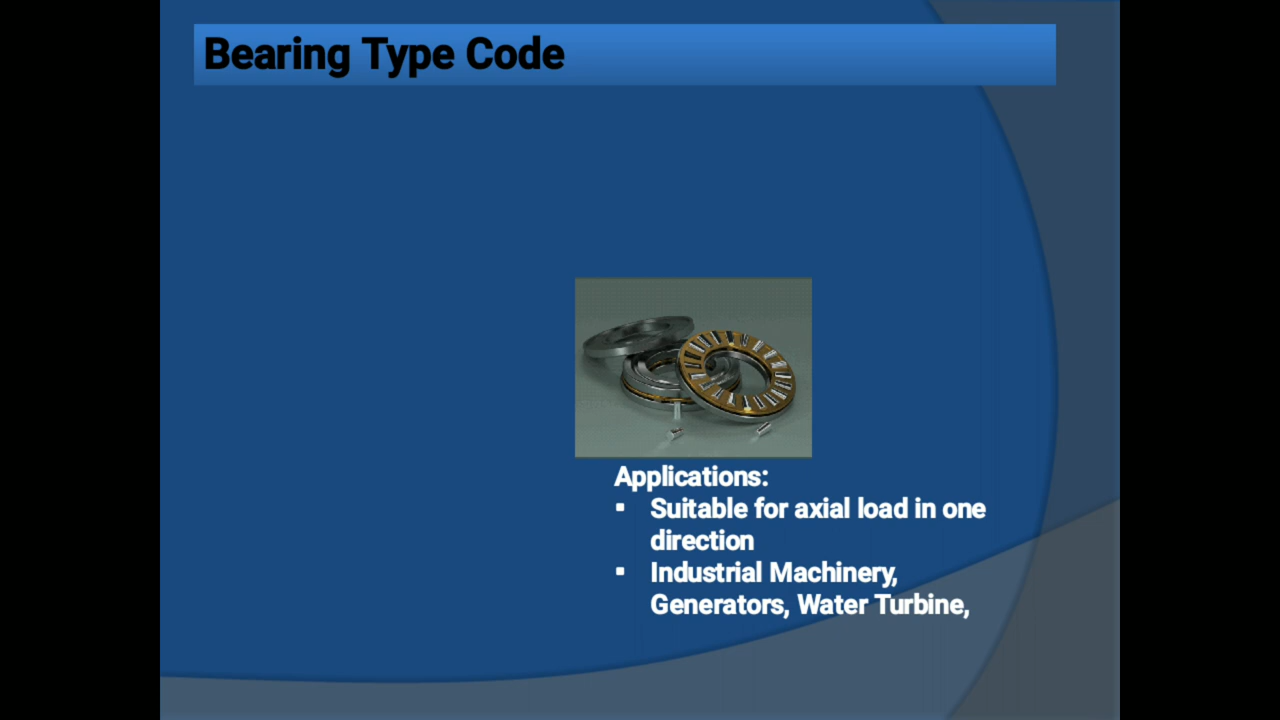 Bearing Type Code
Applications:
▪ Suitable for axial load in one
direction
▪ Industrial Machinery,
Generators, Water Turbine,